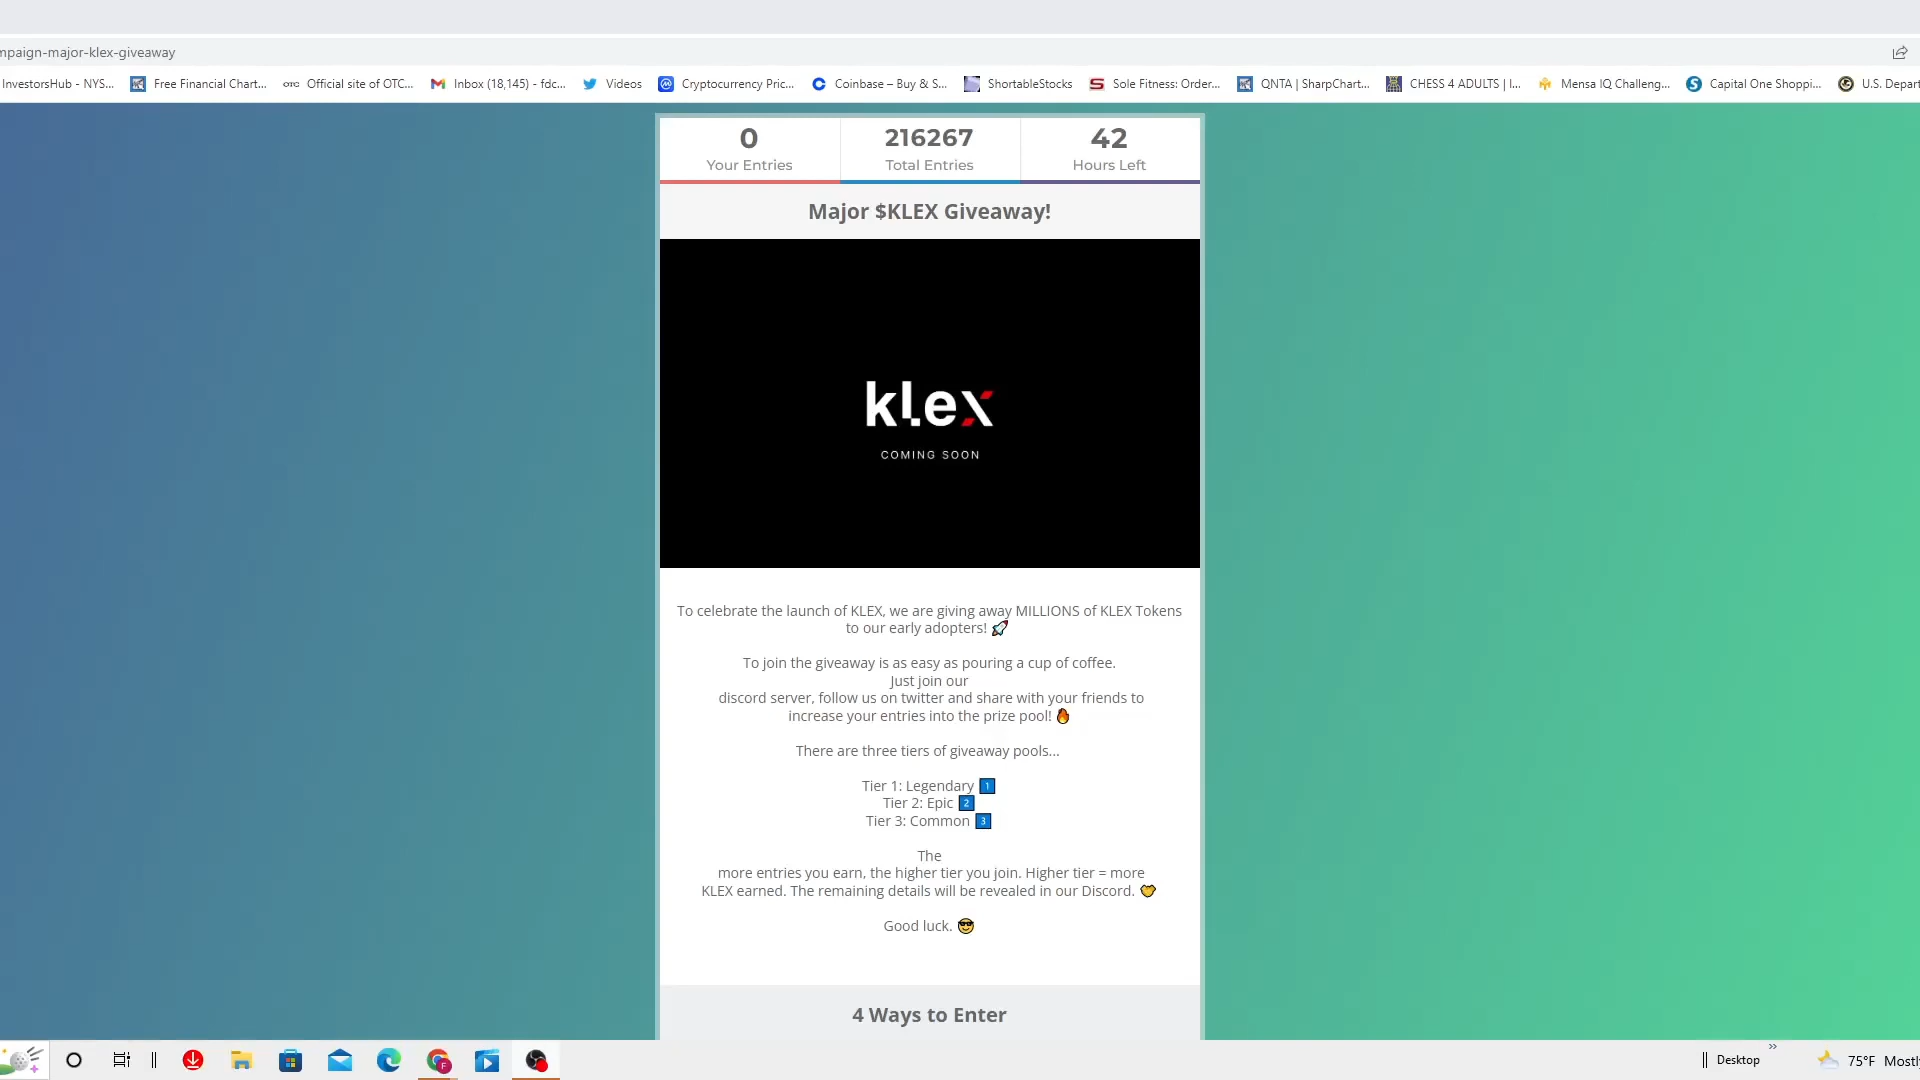 mpaign-major-klex-giveaway
InvestorsHub - NYS... Free Financial Chart... OTC Official site of OTC... Inbox (18,145) - fdc... Videos Cryptocurrency Pric... Coinbase – Buy & S... ShortableStocks Sole Fitness: Order... QNTA | SharpChart... CHESS 4 ADULTS | I... Mensa IQ Challeng... Capital One Shoppi... U.S. Depart
0 216267 42
Your Entries Total Entries Hours Left
Major $KLEX Giveaway!
klex
COMING SOON
To celebrate the launch of KLEX, we are giving away MILLIONS of KLEX Tokens
to our early adopters! 🚀
To join the giveaway is as easy as pouring a cup of coffee.
Just join our
discord server, follow us on twitter and share with your friends to
increase your entries into the prize pool! 🔥
There are three tiers of giveaway pools...
Tier 1: Legendary 1️⃣
Tier 2: Epic 2️⃣
Tier 3: Common 3️⃣
The
more entries you earn, the higher tier you join. Higher tier = more
KLEX earned. The remaining details will be revealed in our Discord. 🤝
Good luck. 😎
4 Ways to Enter
Desktop » 75°F Mostly